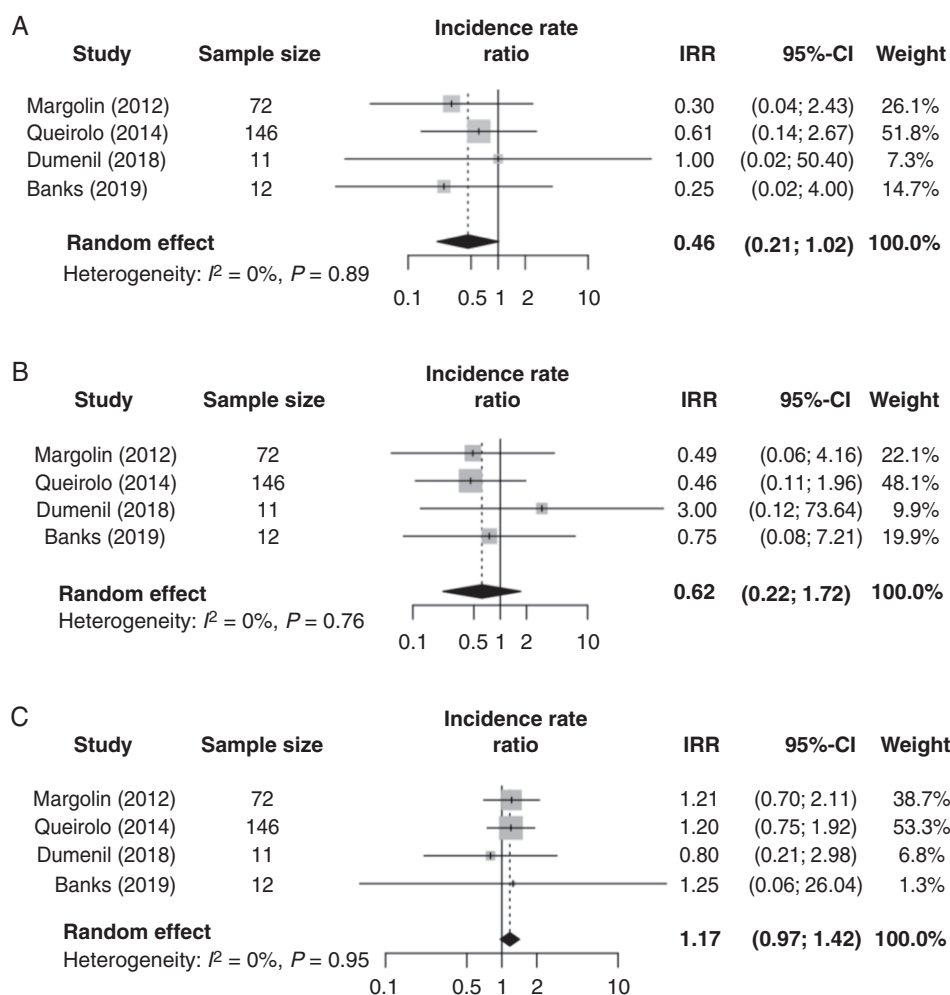 A
Incidence rate
Study Sample size ratio IRR 95%-CI Weight
Margolin (2012) 72 0.30 (0.04; 2.43) 26.1%
Queirolo (2014) 146 0.61 (0.14; 2.67) 51.8%
Dumenil (2018) 11 1.00 (0.02; 50.40) 7.3%
Banks (2019) 12 0.25 (0.02; 4.00) 14.7%
Random effect 0.46 (0.21; 1.02) 100.0%
Heterogeneity: I² = 0%, P = 0.89
0.1 0.5 1 2 10
B
Incidence rate
Study Sample size ratio IRR 95%-CI Weight
Margolin (2012) 72 0.49 (0.06; 4.16) 22.1%
Queirolo (2014) 146 0.46 (0.11; 1.96) 48.1%
Dumenil (2018) 11 3.00 (0.12; 73.64) 9.9%
Banks (2019) 12 0.75 (0.08; 7.21) 19.9%
Random effect 0.62 (0.22; 1.72) 100.0%
Heterogeneity: I² = 0%, P = 0.76
0.1 0.5 1 2 10
C
Incidence rate
Study Sample size ratio IRR 95%-CI Weight
Margolin (2012) 72 1.21 (0.70; 2.11) 38.7%
Queirolo (2014) 146 1.20 (0.75; 1.92) 53.3%
Dumenil (2018) 11 0.80 (0.21; 2.98) 6.8%
Banks (2019) 12 1.25 (0.06; 26.04) 1.3%
Random effect 1.17 (0.97; 1.42) 100.0%
Heterogeneity: I² = 0%, P = 0.95
0.1 0.5 1 2 10